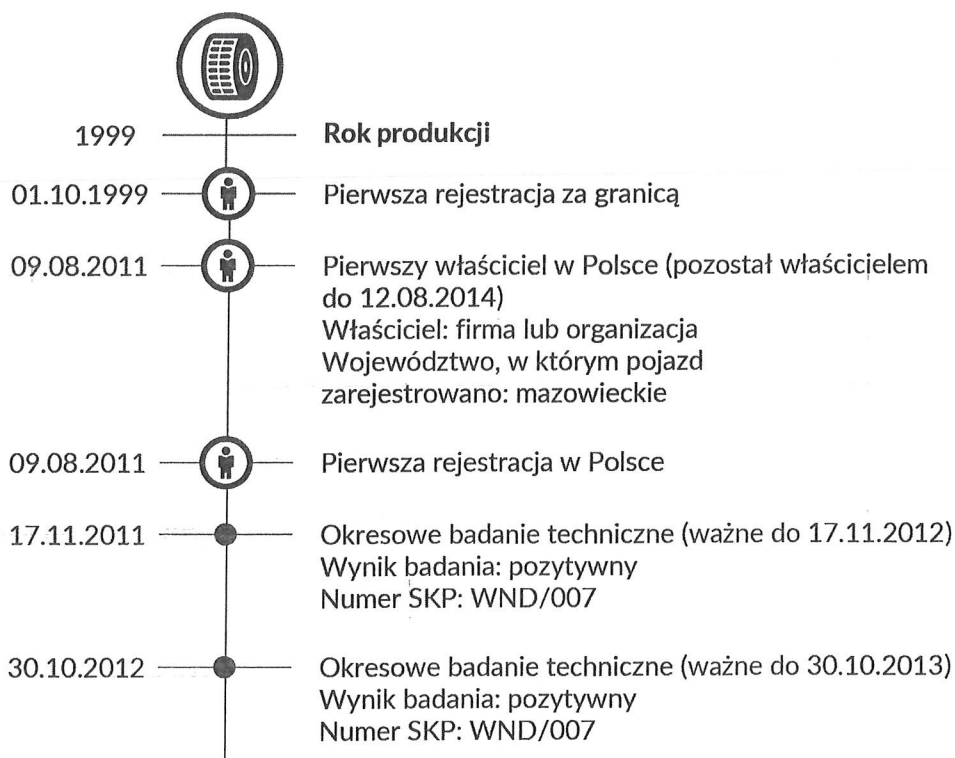 1999 Rok produkcji
01.10.1999 Pierwsza rejestracja za granicą
09.08.2011 Pierwszy właściciel w Polsce (pozostał właścicielem
do 12.08.2014)
Właściciel: firma lub organizacja
Województwo, w którym pojazd
zarejestrowano: mazowieckie
09.08.2011 Pierwsza rejestracja w Polsce
17.11.2011 Okresowe badanie techniczne (ważne do 17.11.2012)
Wynik badania: pozytywny
Numer SKP: WND/007
30.10.2012 Okresowe badanie techniczne (ważne do 30.10.2013)
Wynik badania: pozytywny
Numer SKP: WND/007